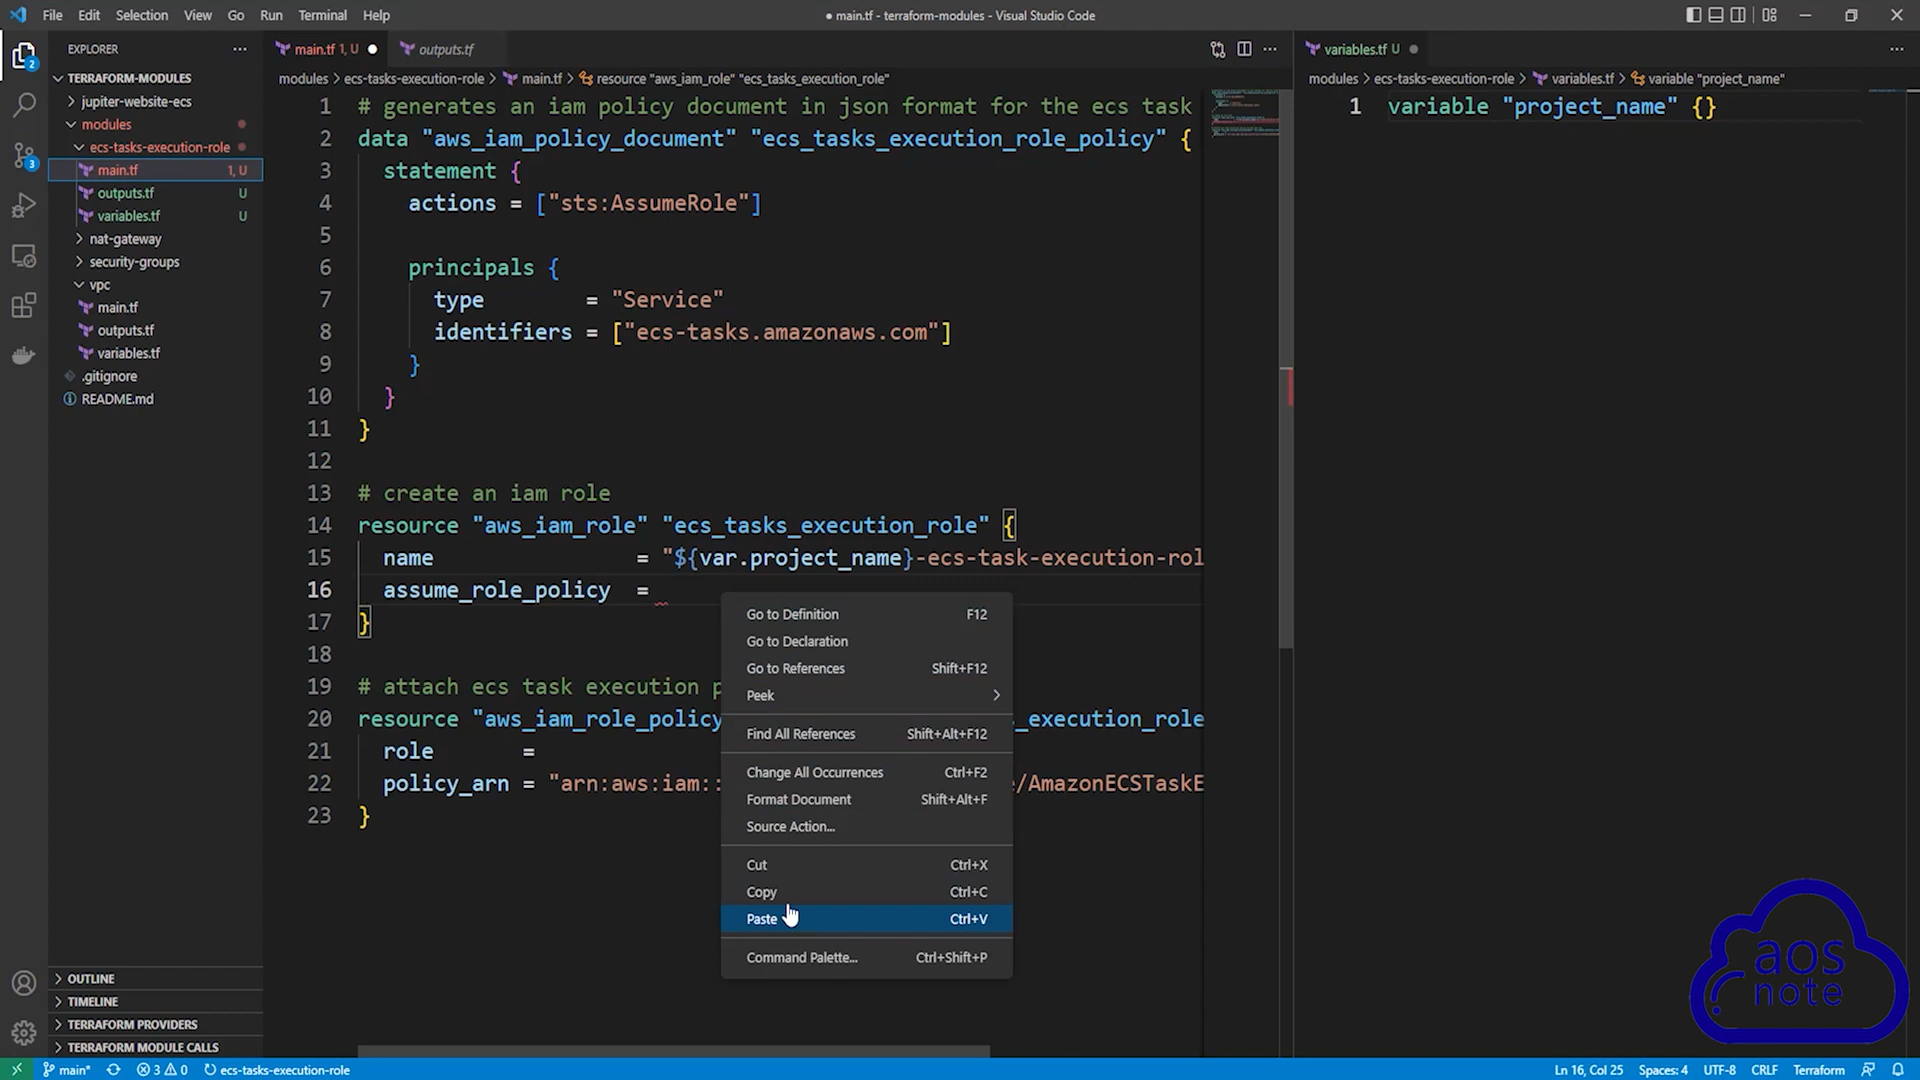 File Edit Selection View Go Run Terminal Help
● main.tf - terraform-modules - Visual Studio Code
EXPLORER
TERRAFORM-MODULES
jupiter-website-ecs
modules
ecs-tasks-execution-role
main.tf 1, U
outputs.tf U
variables.tf U
nat-gateway
security-groups
vpc
main.tf
outputs.tf
variables.tf
.gitignore
README.md
OUTLINE
TIMELINE
TERRAFORM PROVIDERS
TERRAFORM MODULE CALLS
2
3
main.tf 1, U
outputs.tf
modules > ecs-tasks-execution-role > main.tf > resource "aws_iam_role" "ecs_tasks_execution_role"
1 # generates an iam policy document in json format for the ecs task
2 data "aws_iam_policy_document" "ecs_tasks_execution_role_policy" {
3 statement {
4 actions = ["sts:AssumeRole"]
5
6 principals {
7 type = "Service"
8 identifiers = ["ecs-tasks.amazonaws.com"]
9 }
10 }
11 }
12
13 # create an iam role
14 resource "aws_iam_role" "ecs_tasks_execution_role" {
15 name = "${var.project_name}-ecs-task-execution-rol
16 assume_role_policy =
17 }
18
19 # attach ecs task execution p
20 resource "aws_iam_role_policy _execution_role
21 role =
22 policy_arn = "arn:aws:iam:: /AmazonECSTaskE
23 }
Go to Definition F12
Go to Declaration
Go to References Shift+F12
Peek
Find All References Shift+Alt+F12
Change All Occurrences Ctrl+F2
Format Document Shift+Alt+F
Source Action...
Cut Ctrl+X
Copy Ctrl+C
Paste Ctrl+V
Command Palette... Ctrl+Shift+P
variables.tf U
modules > ecs-tasks-execution-role > variables.tf > variable "project_name"
1 variable "project_name" {}
aos
note
main* 3 0 ecs-tasks-execution-role
Ln 16, Col 25 Spaces: 4 UTF-8 CRLF Terraform